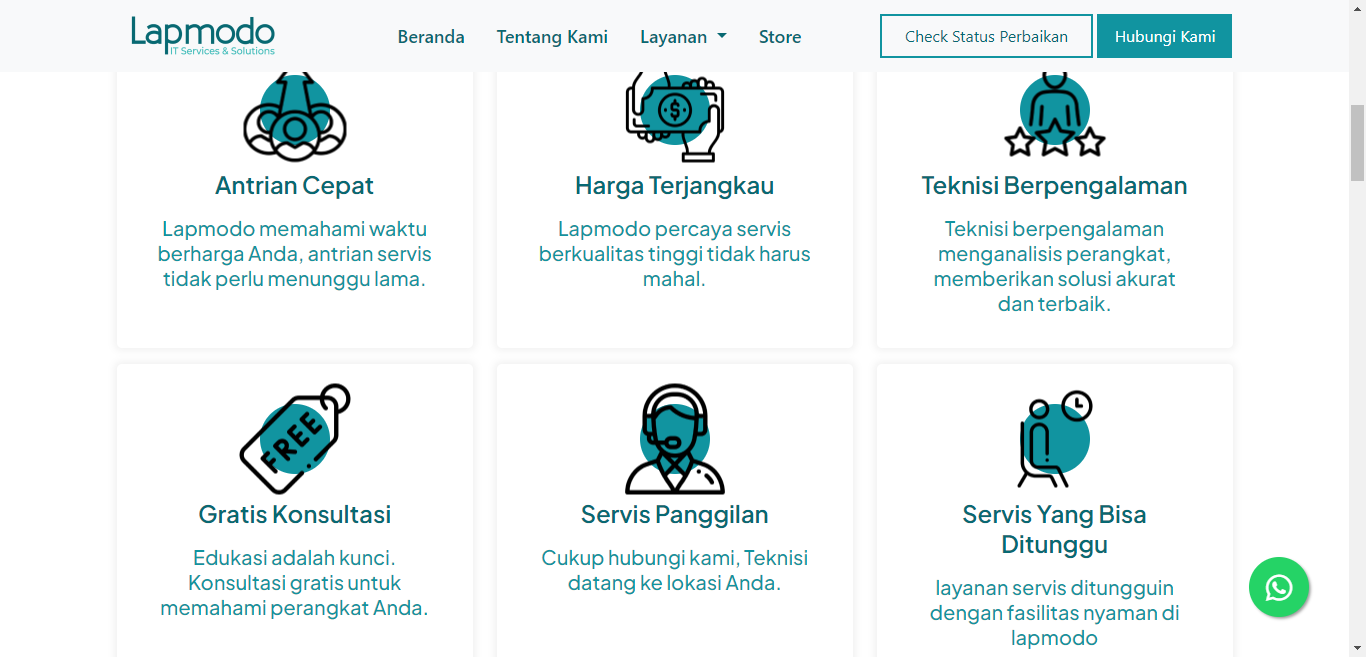 Lapmodo
IT Services & Solutions
Beranda
Tentang Kami
Layanan
Store
Check Status Perbaikan
Hubungi Kami
Antrian Cepat
Lapmodo memahami waktu
berharga Anda, antrian servis
tidak perlu menunggu lama.
Harga Terjangkau
Lapmodo percaya servis
berkualitas tinggi tidak harus
mahal.
Teknisi Berpengalaman
Teknisi berpengalaman
menganalisis perangkat,
memberikan solusi akurat
dan terbaik.
FREE
Gratis Konsultasi
Edukasi adalah kunci.
Konsultasi gratis untuk
memahami perangkat Anda.
Servis Panggilan
Cukup hubungi kami, Teknisi
datang ke lokasi Anda.
Servis Yang Bisa
Ditunggu
layanan servis ditungguin
dengan fasilitas nyaman di
lapmodo